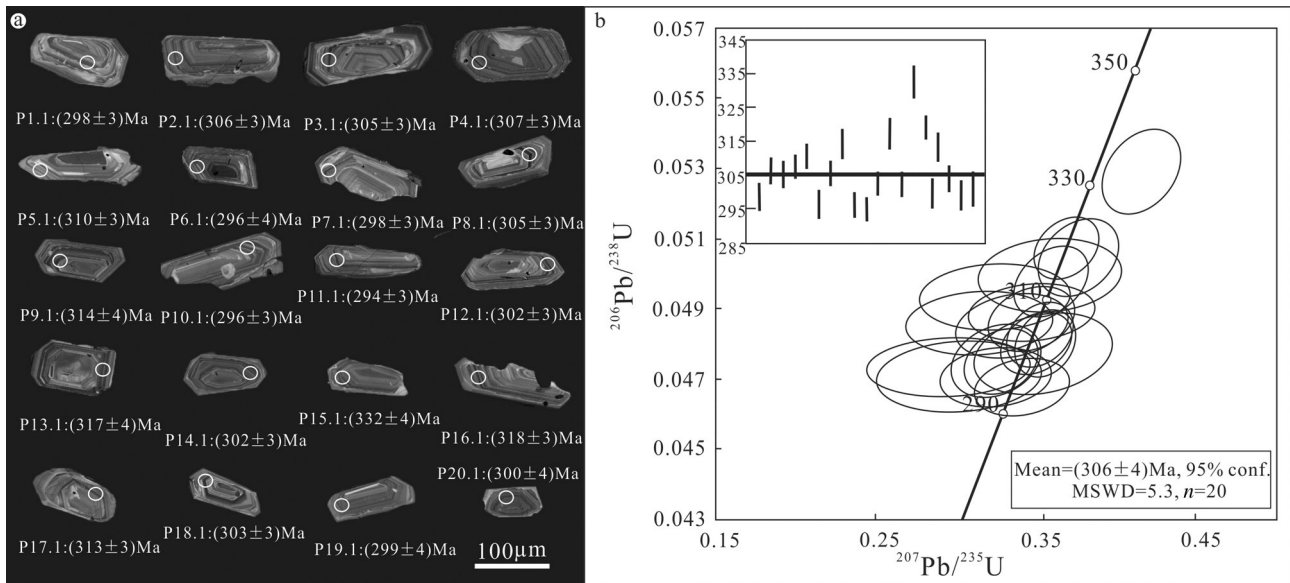 a
P1.1:(298±3)Ma P2.1:(306±3)Ma P3.1:(305±3)Ma P4.1:(307±3)Ma
P5.1:(310±3)Ma P6.1:(296±4)Ma P7.1:(298±3)Ma P8.1:(305±3)Ma
P9.1:(314±4)Ma P10.1:(296±3)Ma P11.1:(294±3)Ma P12.1:(302±3)Ma
P13.1:(317±4)Ma P14.1:(302±3)Ma P15.1:(332±4)Ma P16.1:(318±3)Ma
P17.1:(313±3)Ma P18.1:(303±3)Ma P19.1:(299±4)Ma P20.1:(300±4)Ma
100μm
b
0.057
0.055
0.053
0.051
0.049
0.047
0.045
0.043
²⁰⁶Pb/²³⁸U
345
335
325
315
305
295
285
350
330
310
290
Mean=(306±4)Ma, 95% conf.
MSWD=5.3, n=20
0.15 0.25 0.35 0.45
²⁰⁷Pb/²³⁵U